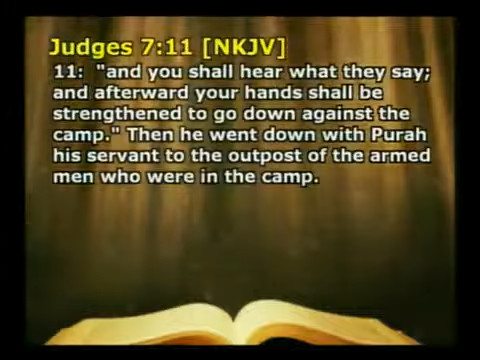 Judges 7:11 [NKJV]
11: "and you shall hear what they say;
and afterward your hands shall be
strengthened to go down against the
camp." Then he went down with Purah
his servant to the outpost of the armed
men who were in the camp.